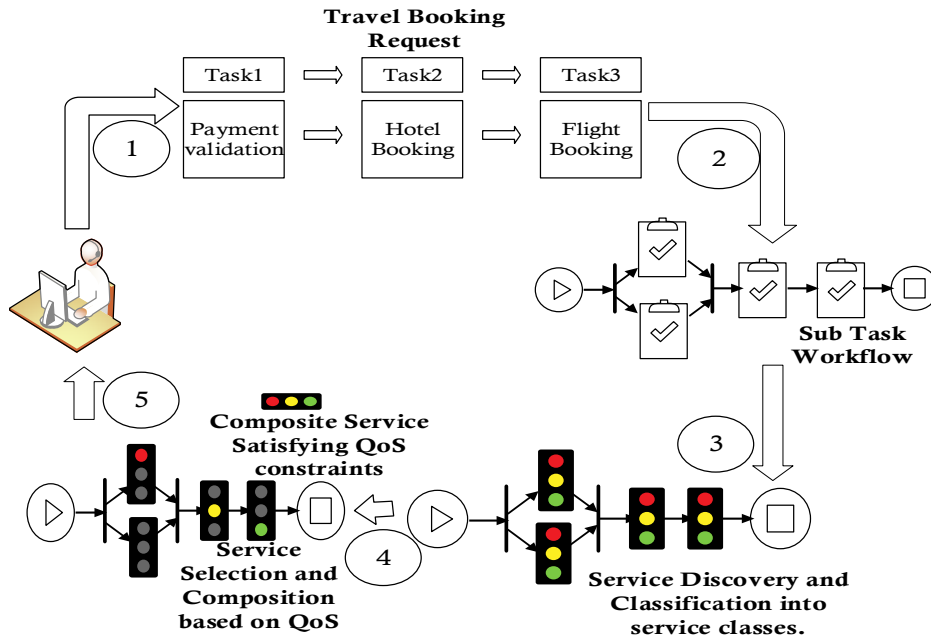 Travel Booking
Request
Task1
Task2
Task3
Payment
validation
Hotel
Booking
Flight
Booking
1
2
Sub Task
Workflow
3
5
Composite Service
Satisfying QoS
constraints
4
Service
Selection and
Composition
based on QoS
Service Discovery and
Classification into
service classes.